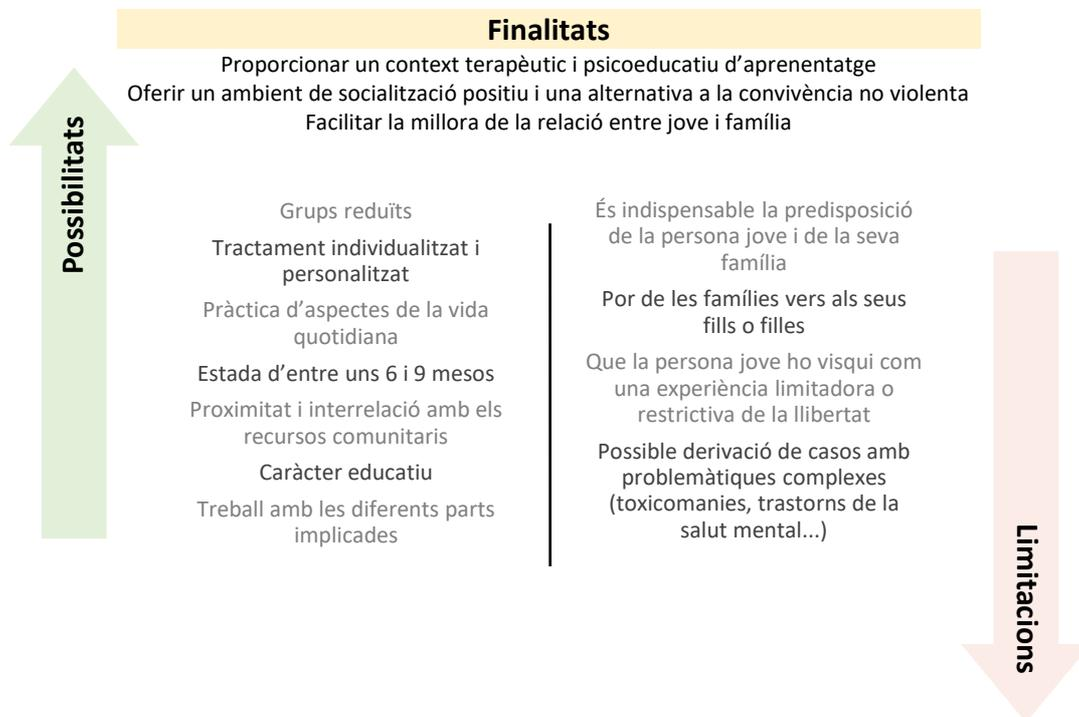 Finalitats
Proporcionar un context terapèutic i psicoeducatiu d'aprenentatge
Oferir un ambient de socialització positiu i una alternativa a la convivència no violenta
Facilitar la millora de la relació entre jove i família
Possibilitats
Grups reduïts
Tractament individualitzat i
personalitzat
Pràctica d'aspectes de la vida
quotidiana
Estada d'entre uns 6 i 9 mesos
Proximitat i interrelació amb els
recursos comunitaris
Caràcter educatiu
Treball amb les diferents parts
implicades
És indispensable la predisposició
de la persona jove i de la seva
família
Por de les famílies vers als seus
fills o filles
Que la persona jove ho visqui com
una experiència limitadora o
restrictiva de la llibertat
Possible derivació de casos amb
problemàtiques complexes
(toxicomanies, trastorns de la
salut mental...)
Limitacions